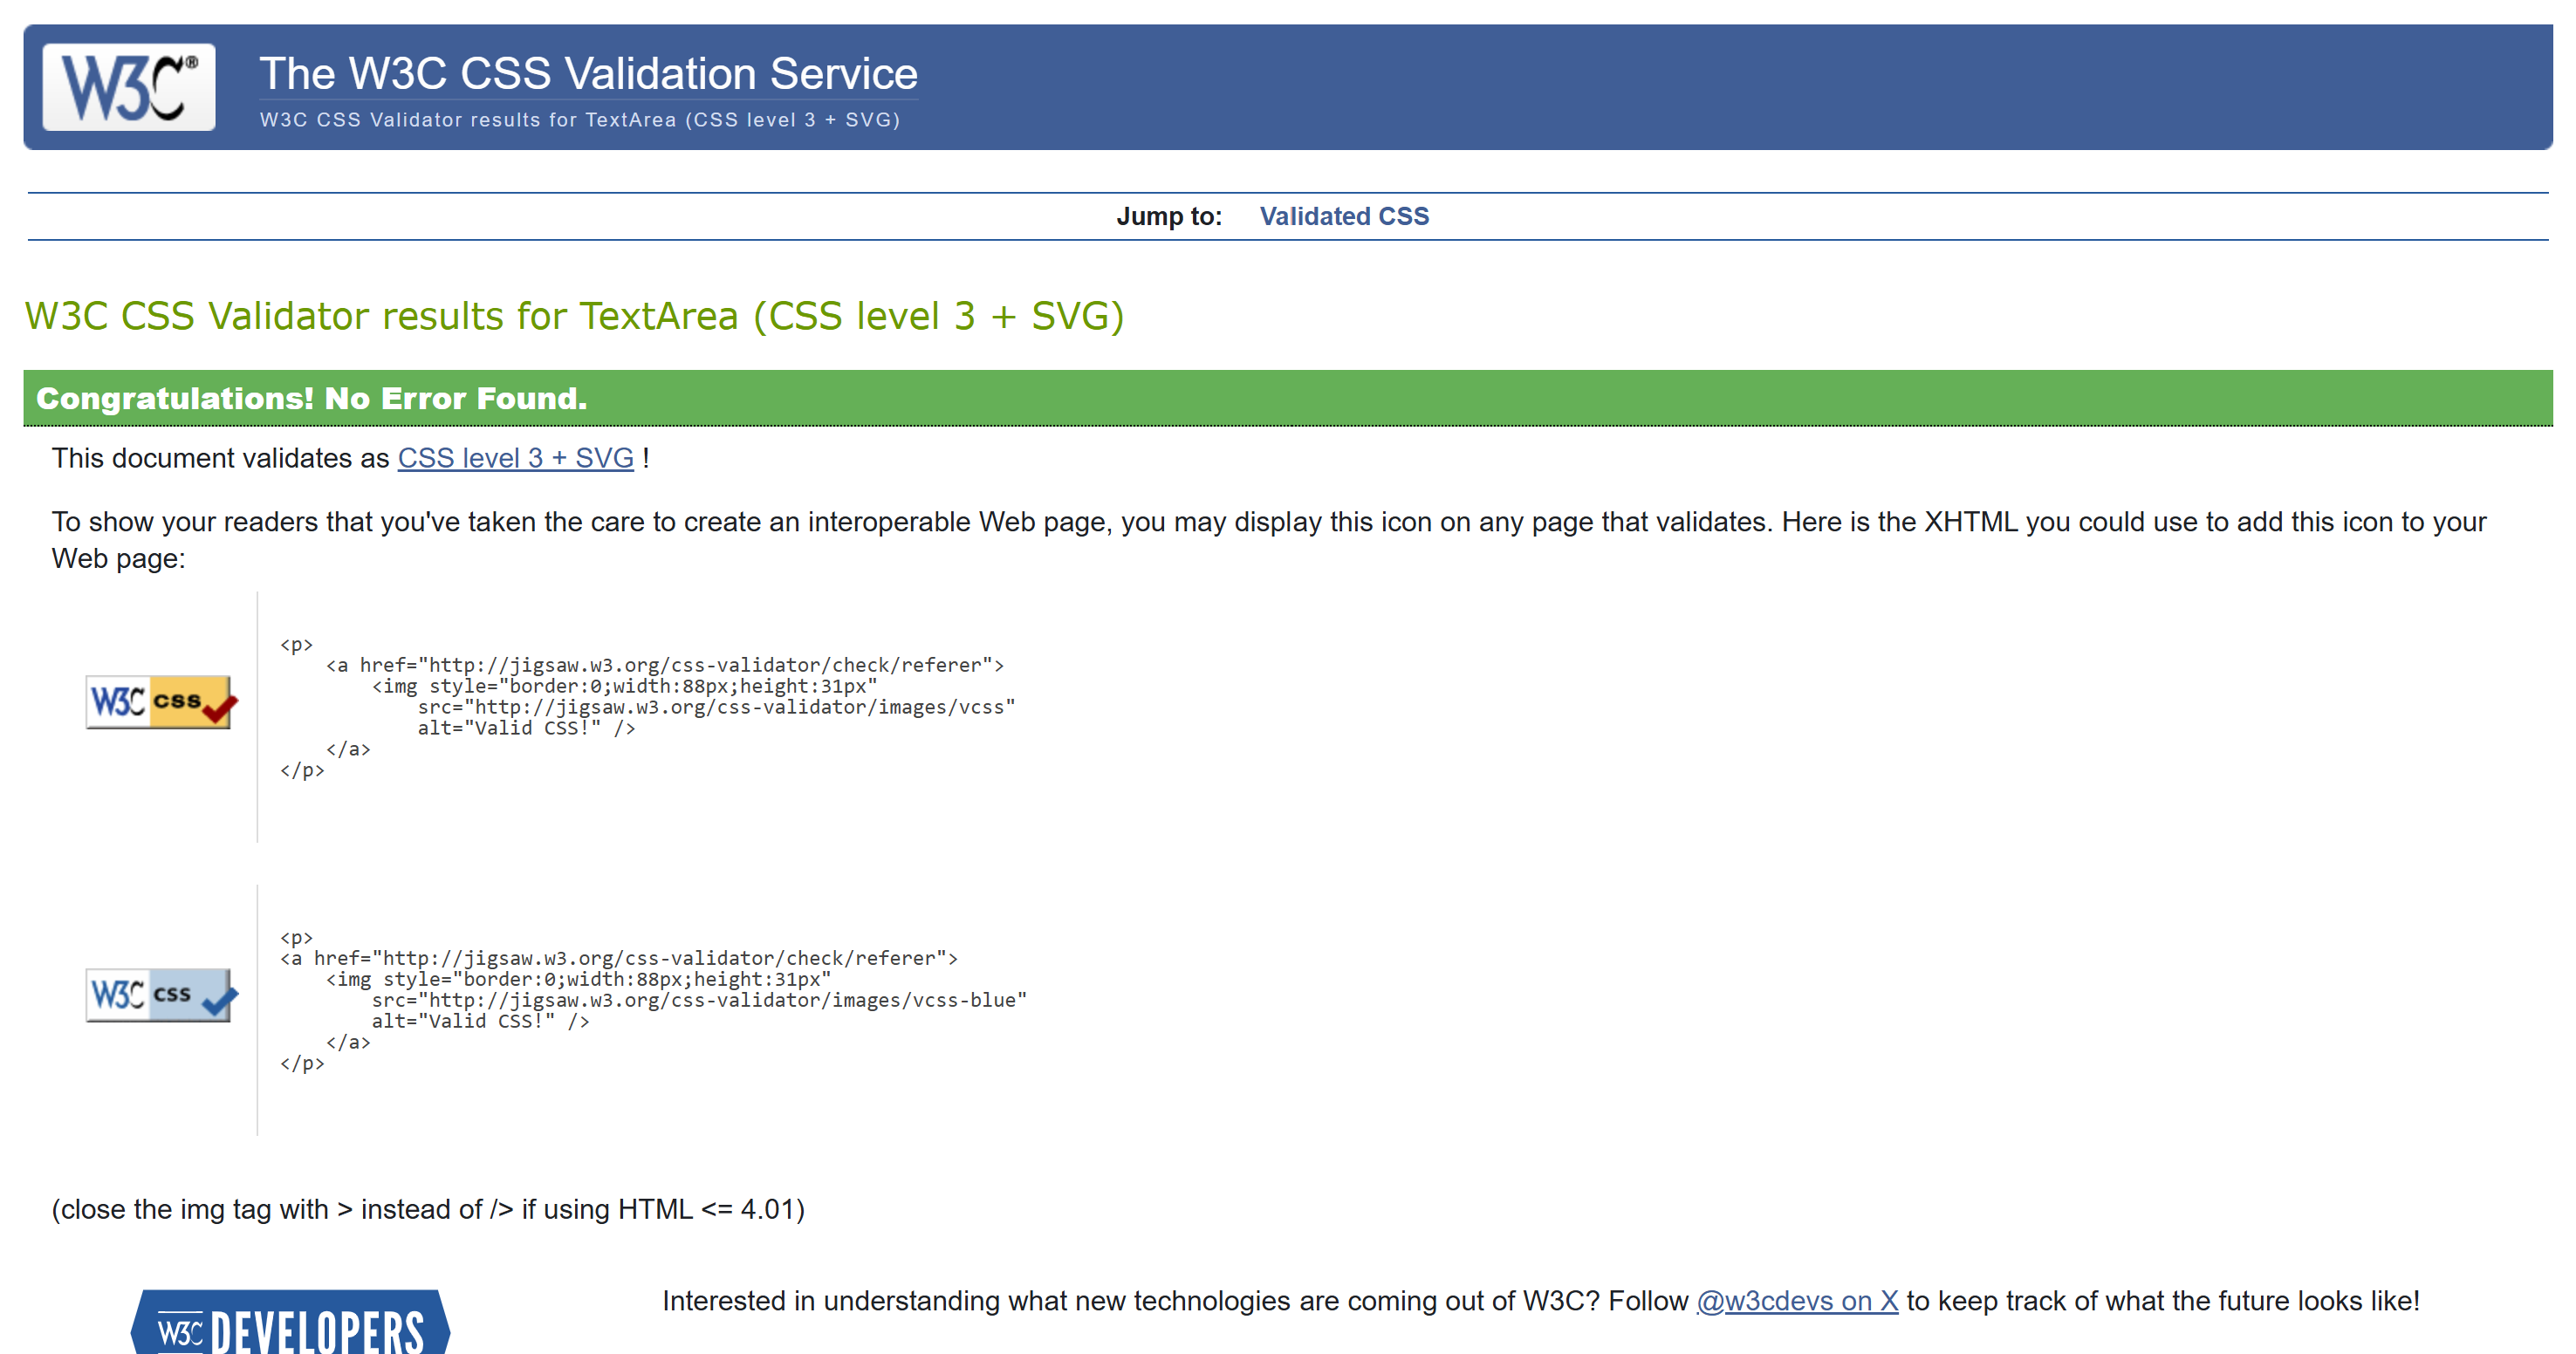 W3C®
The W3C CSS Validation Service
W3C CSS Validator results for TextArea (CSS level 3 + SVG)
Jump to: Validated CSS
W3C CSS Validator results for TextArea (CSS level 3 + SVG)
Congratulations! No Error Found.
This document validates as CSS level 3 + SVG !
To show your readers that you've taken the care to create an interoperable Web page, you may display this icon on any page that validates. Here is the XHTML you could use to add this icon to your
Web page:
W3C css
<p>
    <a href="http://jigsaw.w3.org/css-validator/check/referer">
        <img style="border:0;width:88px;height:31px"
            src="http://jigsaw.w3.org/css-validator/images/vcss"
            alt="Valid CSS!" />
    </a>
</p>
W3C css
<p>
<a href="http://jigsaw.w3.org/css-validator/check/referer">
    <img style="border:0;width:88px;height:31px"
        src="http://jigsaw.w3.org/css-validator/images/vcss-blue"
        alt="Valid CSS!" />
    </a>
</p>
(close the img tag with > instead of /> if using HTML <= 4.01)
W3C DEVELOPERS
Interested in understanding what new technologies are coming out of W3C? Follow @w3cdevs on X to keep track of what the future looks like!